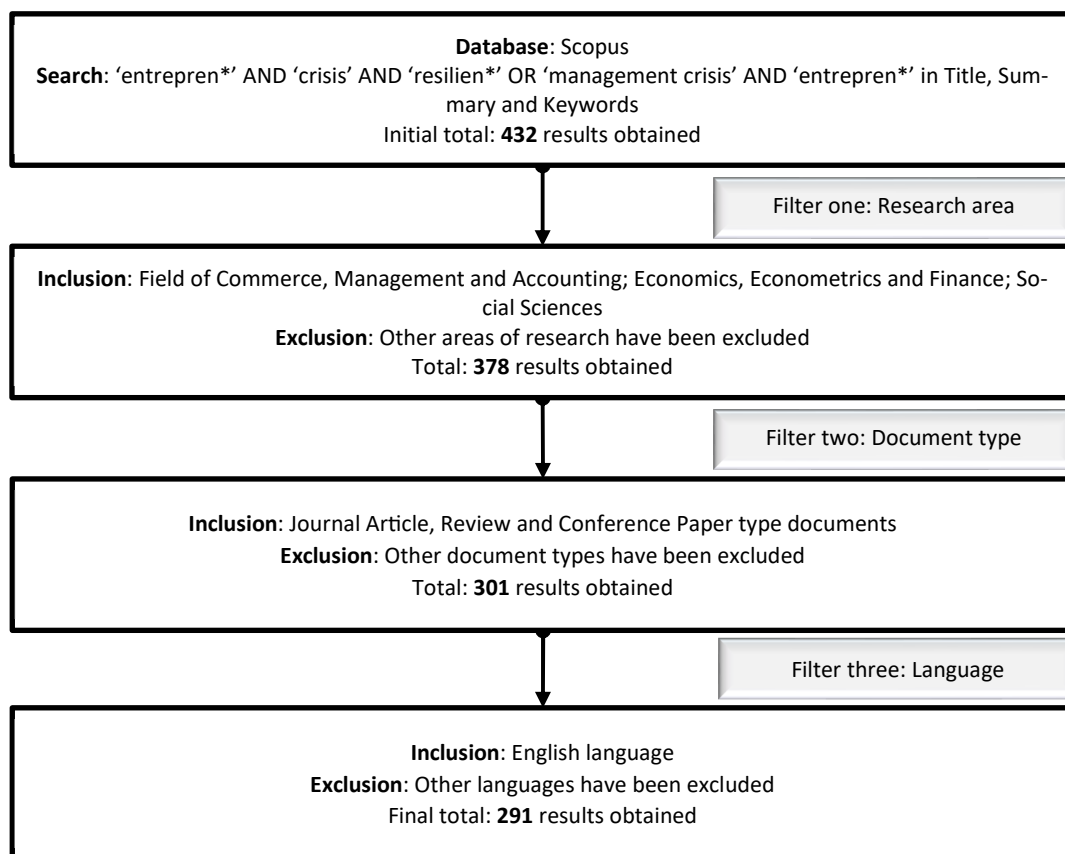 Database: Scopus
Search: ‘entrepren*’ AND ‘crisis’ AND ‘resilien*’ OR ‘management crisis’ AND ‘entrepren*’ in Title, Sum-
mary and Keywords
Initial total: 432 results obtained
Filter one: Research area
Inclusion: Field of Commerce, Management and Accounting; Economics, Econometrics and Finance; So-
cial Sciences
Exclusion: Other areas of research have been excluded
Total: 378 results obtained
Filter two: Document type
Inclusion: Journal Article, Review and Conference Paper type documents
Exclusion: Other document types have been excluded
Total: 301 results obtained
Filter three: Language
Inclusion: English language
Exclusion: Other languages have been excluded
Final total: 291 results obtained